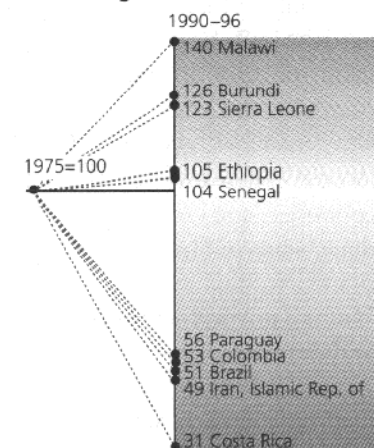 1990–96
140 Malawi
126 Burundi
123 Sierra Leone
1975=100
105 Ethiopia
104 Senegal
56 Paraguay
53 Colombia
51 Brazil
49 Iran, Islamic Rep. of
31 Costa Rica